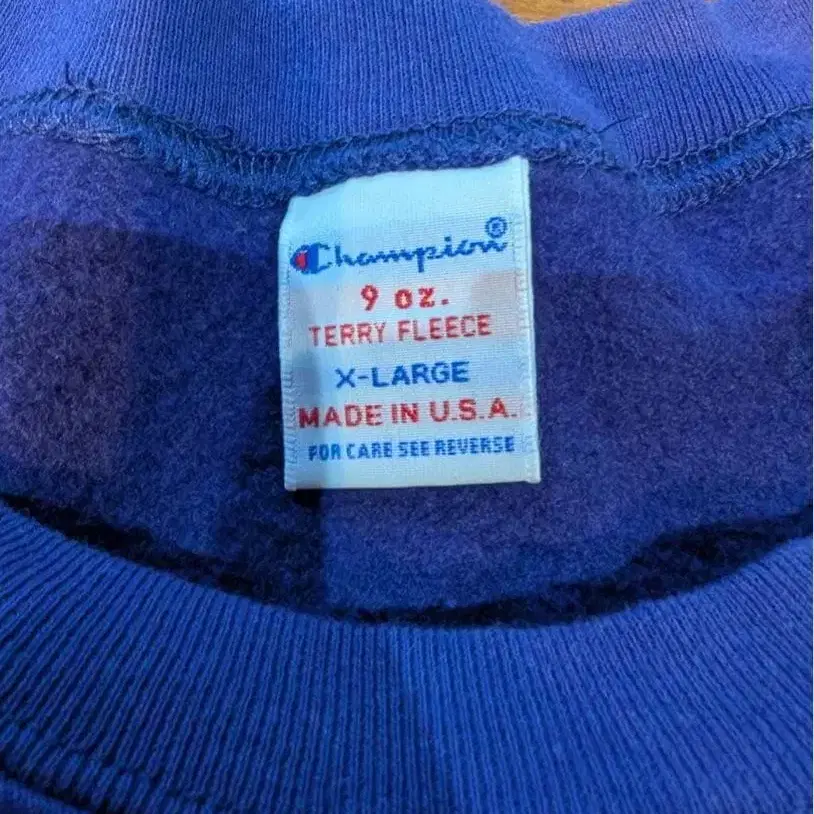 Champion®
9 oz.
TERRY FLEECE
X-LARGE
MADE IN U.S.A.
FOR CARE SEE REVERSE